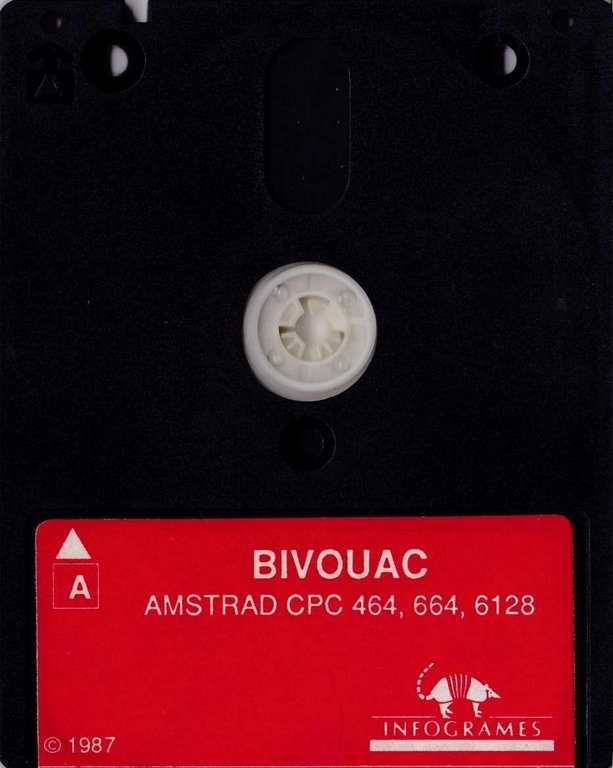 BIVOUAC
A
AMSTRAD CPC 464, 664, 6128
INFOGRAMES
© 1987